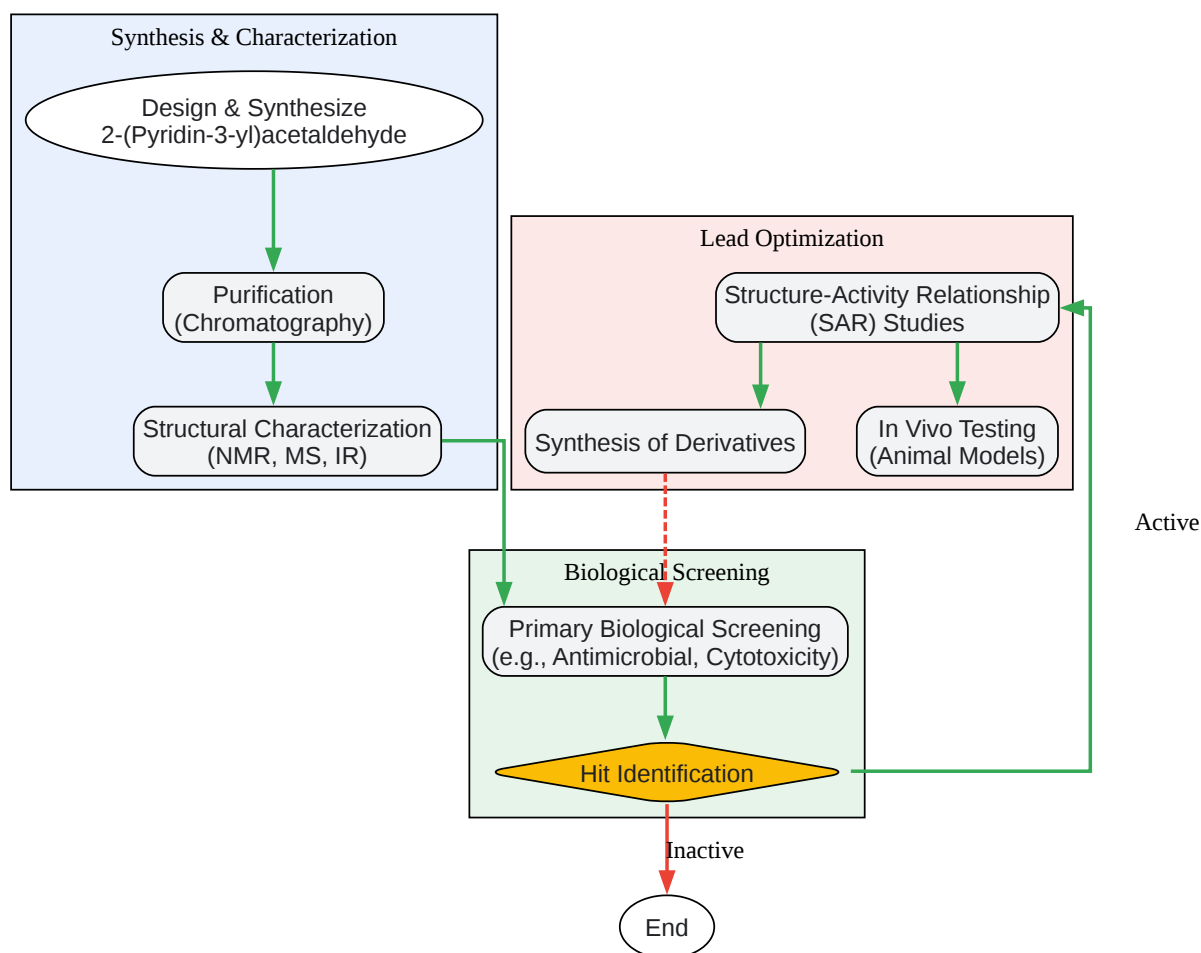 Synthesis & Characterization
Design & Synthesize
2-(Pyridin-3-yl)acetaldehyde
Purification
(Chromatography)
Structural Characterization
(NMR, MS, IR)
Lead Optimization
Structure-Activity Relationship
(SAR) Studies
Synthesis of Derivatives
In Vivo Testing
(Animal Models)
Active
Biological Screening
Primary Biological Screening
(e.g., Antimicrobial, Cytotoxicity)
Hit Identification
Inactive
End